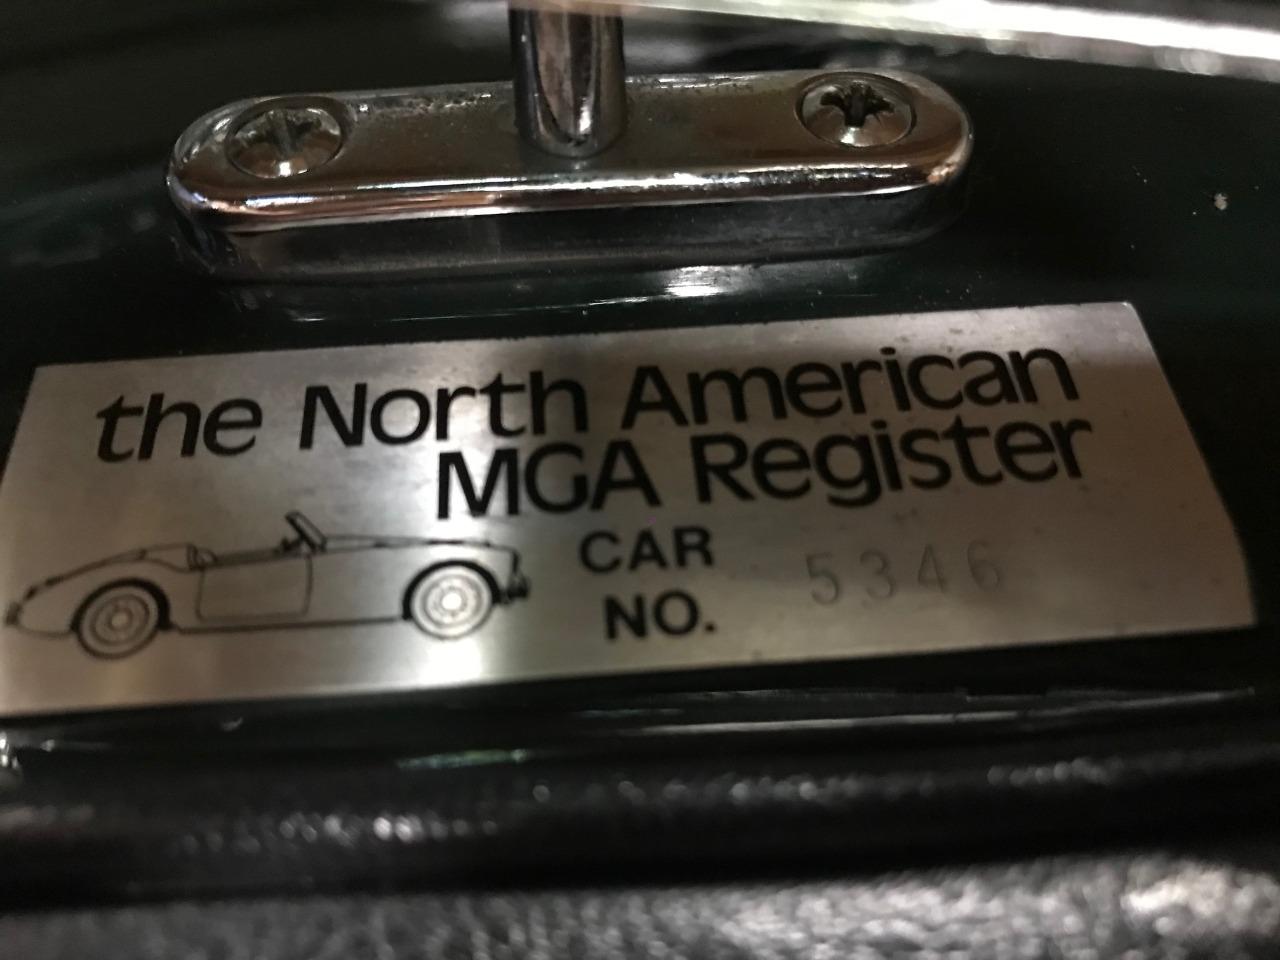 the North American
MGA Register
CAR
NO. 5346